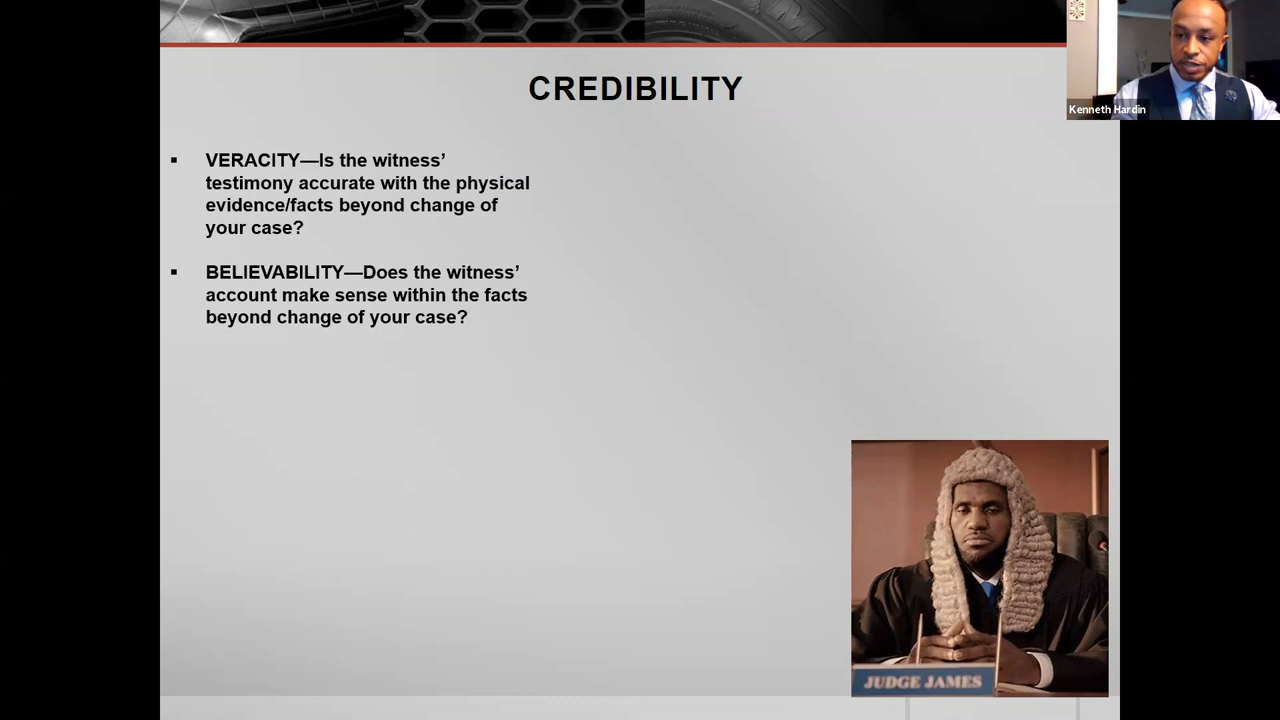 CREDIBILITY
Kenneth Hardin
▪ VERACITY—Is the witness’
testimony accurate with the physical
evidence/facts beyond change of
your case?
▪ BELIEVABILITY—Does the witness’
account make sense within the facts
beyond change of your case?
JUDGE JAMES